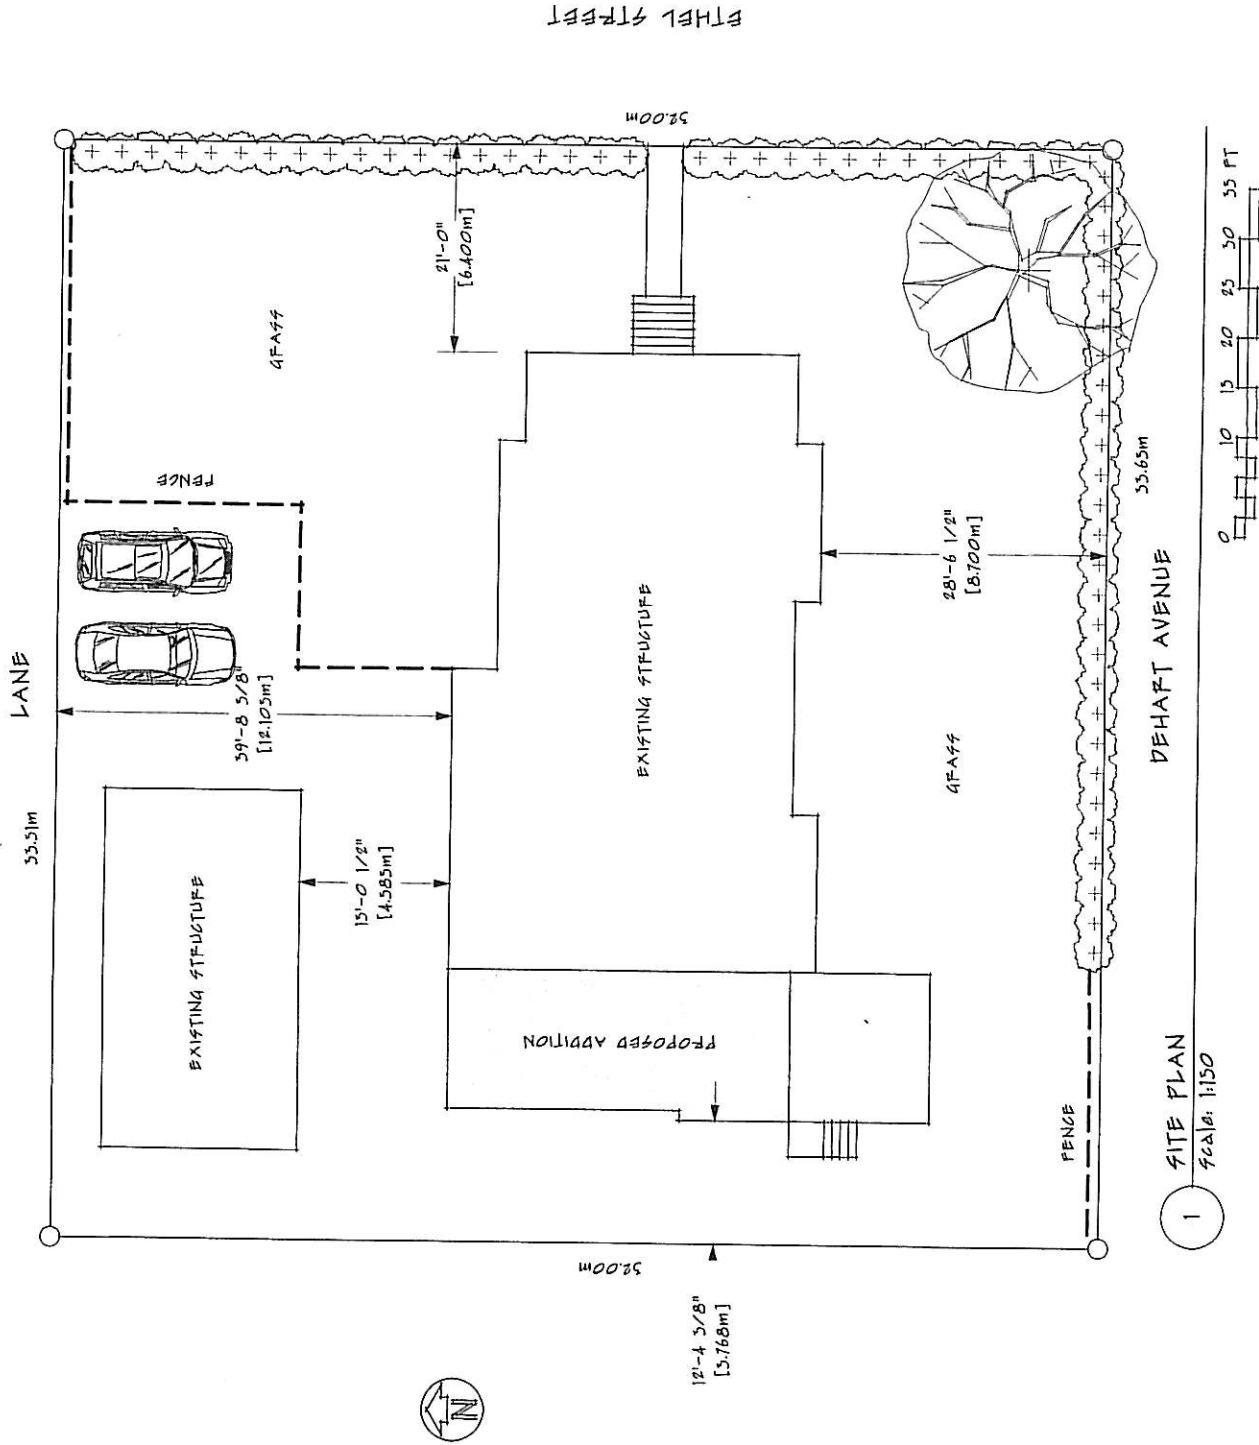 LANE
33.51m
FENCE
39'-8 5/8"
[12.105m]
EXISTING STRUCTURE
GRASS
15'-0 1/2"
[4.585m]
21'-0"
[6.400m]
N
PROPOSED ADDITION
EXISTING STRUCTURE
32.00m
32.00m
ETHEL STREET
12'-4 3/8"
[3.768m]
28'-6 1/2"
[8.700m]
GRASS
FENCE
33.63m
DEHART AVENUE
1
SITE PLAN
Scale: 1:150
0 10 15 20 25 30 35 FT